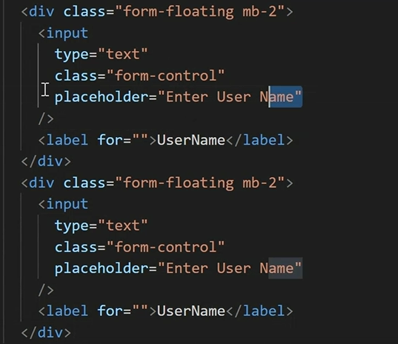 <div class="form-floating mb-2">
<input
type="text"
class="form-control"
placeholder="Enter User Name"
/>
<label for="">UserName</label>
</div>
<div class="form-floating mb-2">
<input
type="text"
class="form-control"
placeholder="Enter User Name"
/>
<label for="">UserName</label>
</div>